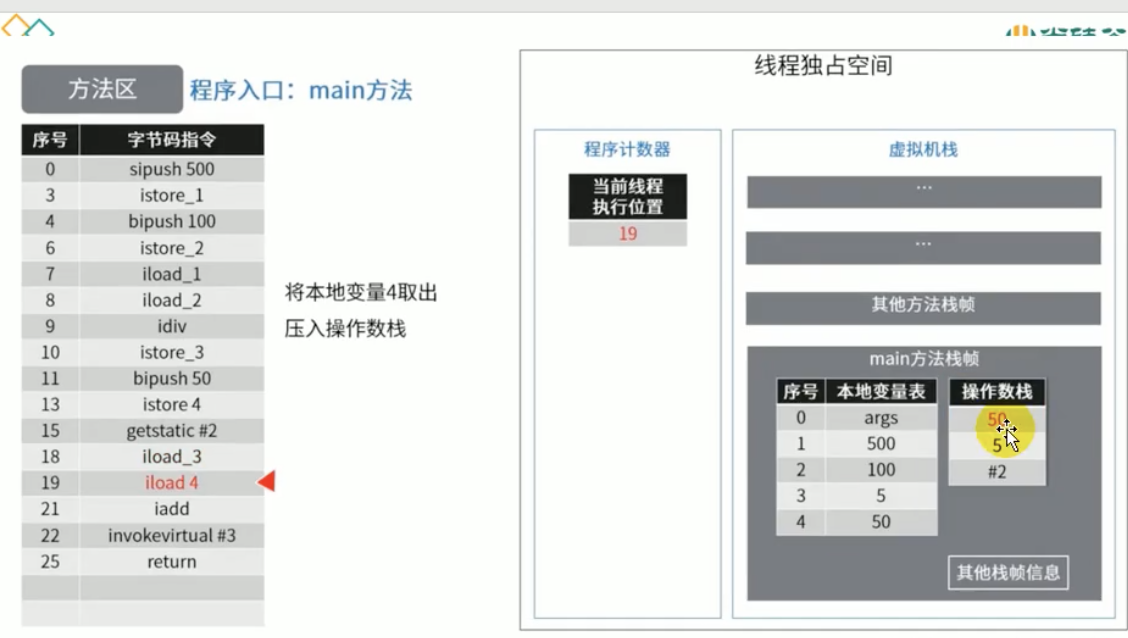 方法区 程序入口：main方法
序号 字节码指令
0 sipush 500
3 istore_1
4 bipush 100
6 istore_2
7 iload_1
8 iload_2
9 idiv
10 istore_3
11 bipush 50
13 istore 4
15 getstatic #2
18 iload_3
19 iload 4
21 iadd
22 invokevirtual #3
25 return
将本地变量4取出
压入操作数栈
线程独占空间
程序计数器
当前线程
执行位置
19
虚拟机栈
...
...
其他方法栈帧
main方法栈帧
序号 本地变量表
0 args
1 500
2 100
3 5
4 50
操作数栈
50
5
#2
其他栈帧信息